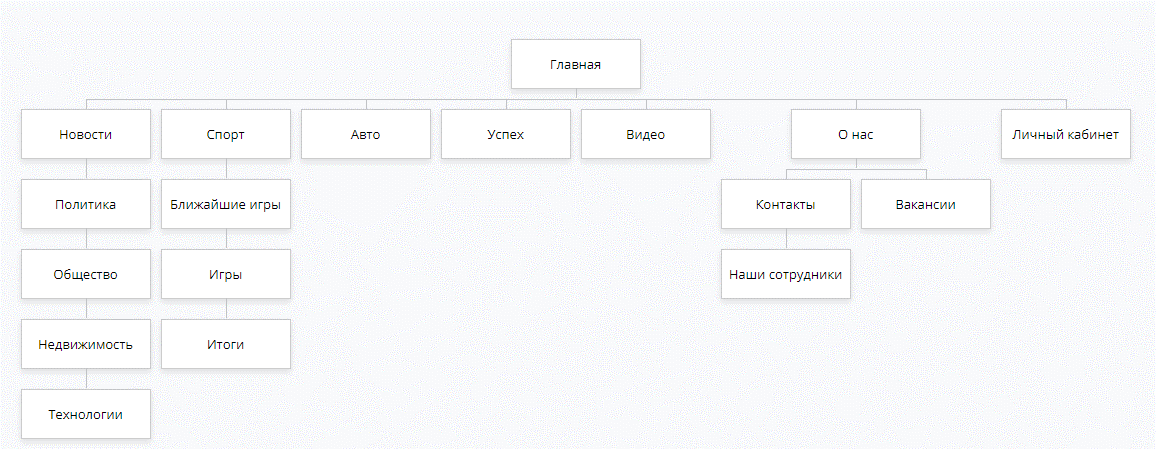 Главная
Новости
Спорт
Авто
Успех
Видео
О нас
Личный кабинет
Политика
Ближайшие игры
Контакты
Вакансии
Общество
Игры
Наши сотрудники
Недвижимость
Итоги
Технологии